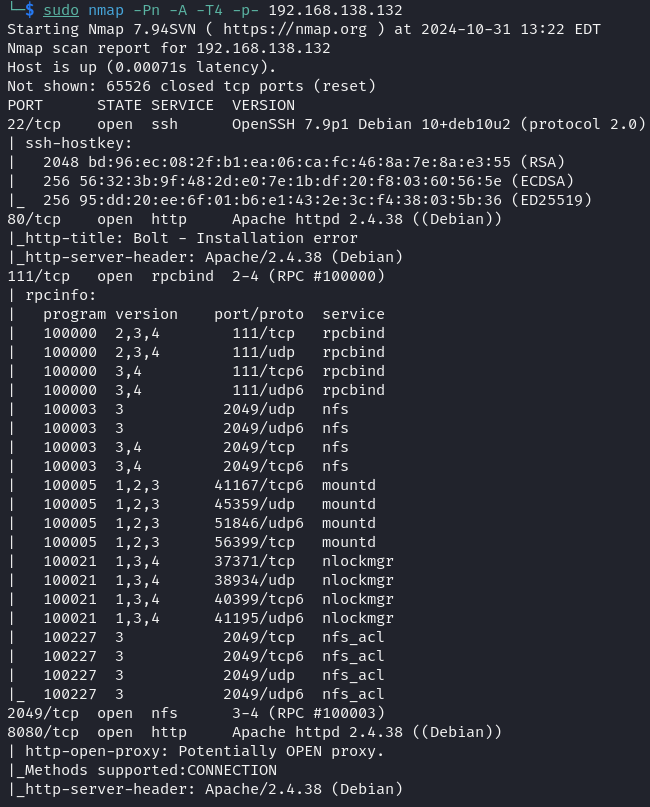 └─$ sudo nmap -Pn -A -T4 -p- 192.168.138.132
Starting Nmap 7.94SVN ( https://nmap.org ) at 2024-10-31 13:22 EDT
Nmap scan report for 192.168.138.132
Host is up (0.00071s latency).
Not shown: 65526 closed tcp ports (reset)
PORT      STATE SERVICE  VERSION
22/tcp    open  ssh      OpenSSH 7.9p1 Debian 10+deb10u2 (protocol 2.0)
| ssh-hostkey:
|   2048 bd:96:ec:08:2f:b1:ea:06:ca:fc:46:8a:7e:8a:e3:55 (RSA)
|   256 56:32:3b:9f:48:2d:e0:7e:1b:df:20:f8:03:60:56:5e (ECDSA)
|_  256 95:dd:20:ee:6f:01:b6:e1:43:2e:3c:f4:38:03:5b:36 (ED25519)
80/tcp    open  http     Apache httpd 2.4.38 ((Debian))
|_http-title: Bolt - Installation error
|_http-server-header: Apache/2.4.38 (Debian)
111/tcp   open  rpcbind  2-4 (RPC #100000)
| rpcinfo:
|   program version    port/proto  service
|   100000  2,3,4        111/tcp   rpcbind
|   100000  2,3,4        111/udp   rpcbind
|   100000  3,4          111/tcp6  rpcbind
|   100000  3,4          111/udp6  rpcbind
|   100003  3           2049/udp   nfs
|   100003  3           2049/udp6  nfs
|   100003  3,4         2049/tcp   nfs
|   100003  3,4         2049/tcp6  nfs
|   100005  1,2,3      41167/tcp6  mountd
|   100005  1,2,3      45359/udp   mountd
|   100005  1,2,3      51846/udp6  mountd
|   100005  1,2,3      56399/tcp   mountd
|   100021  1,3,4      37371/tcp   nlockmgr
|   100021  1,3,4      38934/udp   nlockmgr
|   100021  1,3,4      40399/tcp6  nlockmgr
|   100021  1,3,4      41195/udp6  nlockmgr
|   100227  3           2049/tcp   nfs_acl
|   100227  3           2049/tcp6  nfs_acl
|   100227  3           2049/udp   nfs_acl
|_  100227  3           2049/udp6  nfs_acl
2049/tcp  open  nfs      3-4 (RPC #100003)
8080/tcp  open  http     Apache httpd 2.4.38 ((Debian))
| http-open-proxy: Potentially OPEN proxy.
|_Methods supported:CONNECTION
|_http-server-header: Apache/2.4.38 (Debian)